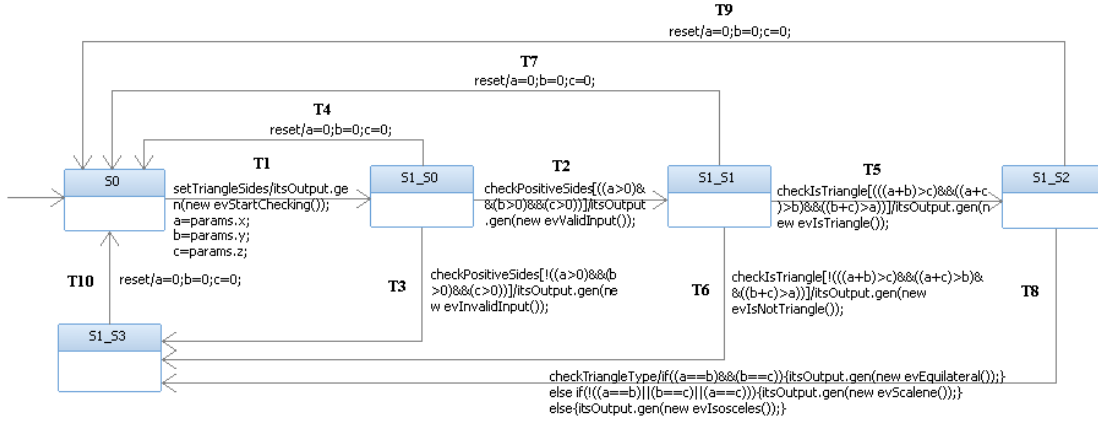 T9
reset/a=0;b=0;c=0;
T7
reset/a=0;b=0;c=0;
T4
reset/a=0;b=0;c=0;
S0
T1
setTriangleSides/itsOutput.ge
n(new evStartChecking());
a=params.x;
b=params.y;
c=params.z;
S1_S0
T2
checkPositiveSides[((a>0)&
&(b>0)&&(c>0))]/itsOutput
.gen(new evValidInput());
S1_S1
T5
checkIsTriangle[(((a+b)>c)&&((a+c
)>b)&&((b+c)>a))]/itsOutput.gen(n
ew evIsTriangle());
S1_S2
T10
reset/a=0;b=0;c=0;
T3
checkPositiveSides[!((a>0)&&(b
>0)&&(c>0))]/itsOutput.gen(ne
w evInvalidInput());
T6
checkIsTriangle[!(((a+b)>c)&&((a+c)>b)&
&((b+c)>a))]/itsOutput.gen(new
evIsNotTriangle());
T8
S1_S3
checkTriangleType/if((a==b)&&(b==c)){itsOutput.gen(new evEquilateral());}
else if(!((a==b)||(b==c)||(a==c))){itsOutput.gen(new evScalene());}
else{itsOutput.gen(new evIsosceles());}